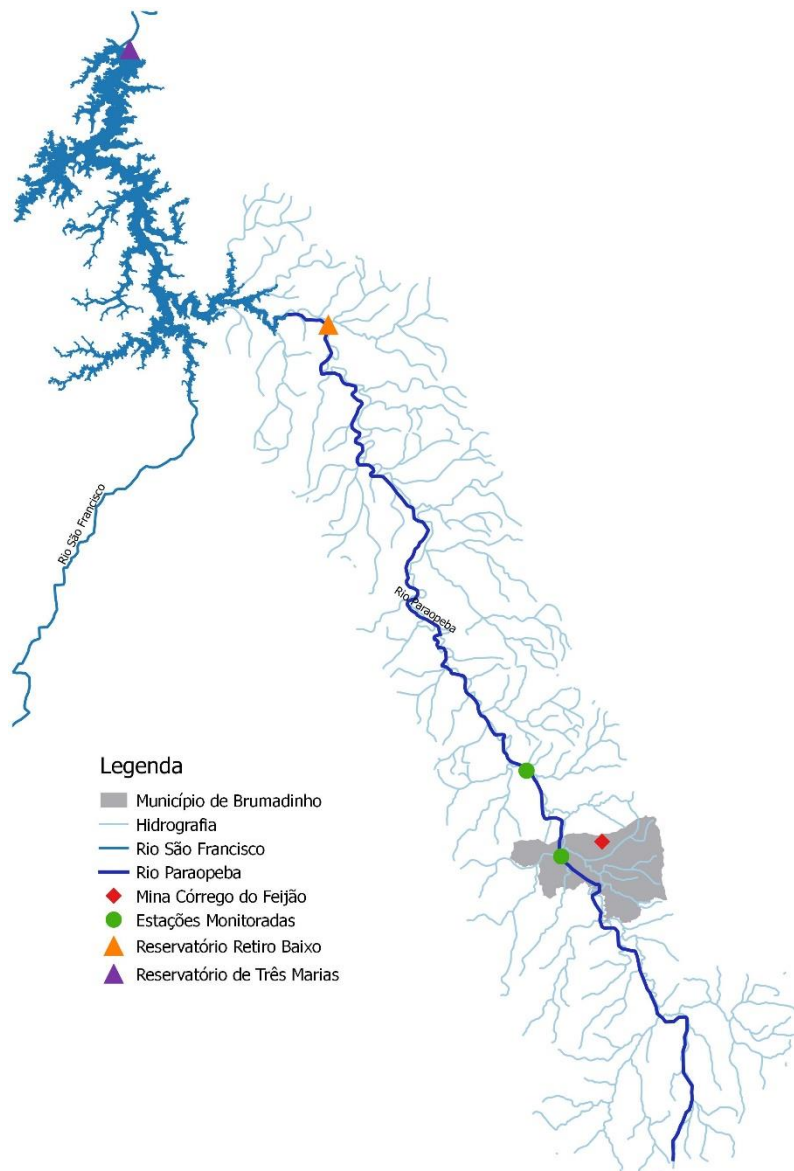 Rio São Francisco
Rio Paraopeba
Legenda
Município de Brumadinho
Hidrografia
Rio São Francisco
Rio Paraopeba
Mina Córrego do Feijão
Estações Monitoradas
Reservatório Retiro Baixo
Reservatório de Três Marias